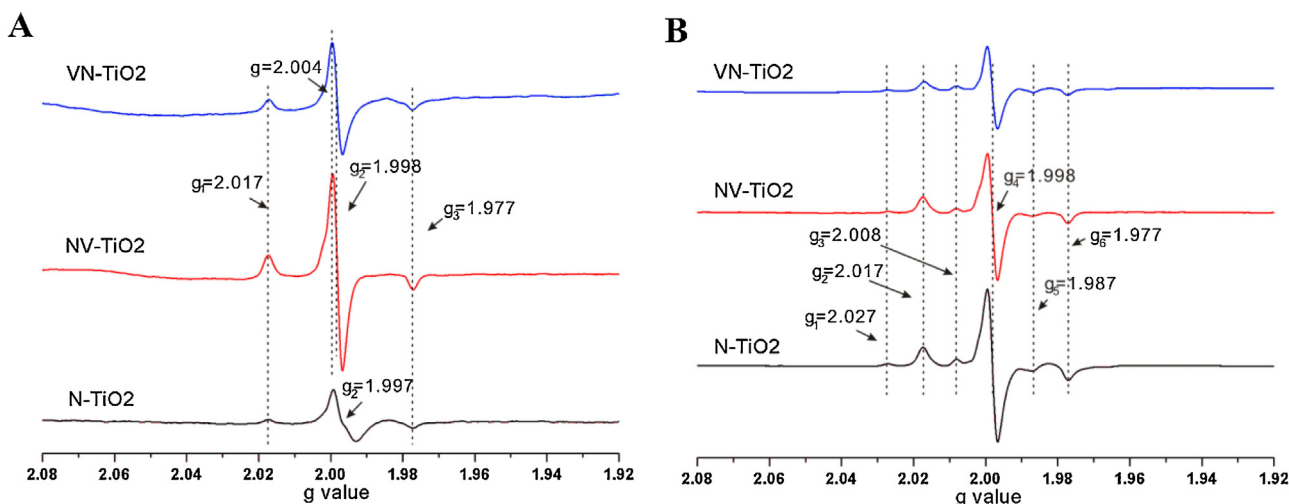 A
VN-TiO2
g=2.004
g1=2.017
g2=1.998
g3=1.977
NV-TiO2
g2=1.997
N-TiO2
2.08 2.06 2.04 2.02 2.00 1.98 1.96 1.94 1.92
g value
B
VN-TiO2
NV-TiO2
g4=1.998
g3=2.008
g6=1.977
g2=2.017
g5=1.987
g1=2.027
N-TiO2
2.08 2.06 2.04 2.02 2.00 1.98 1.96 1.94 1.92
g value